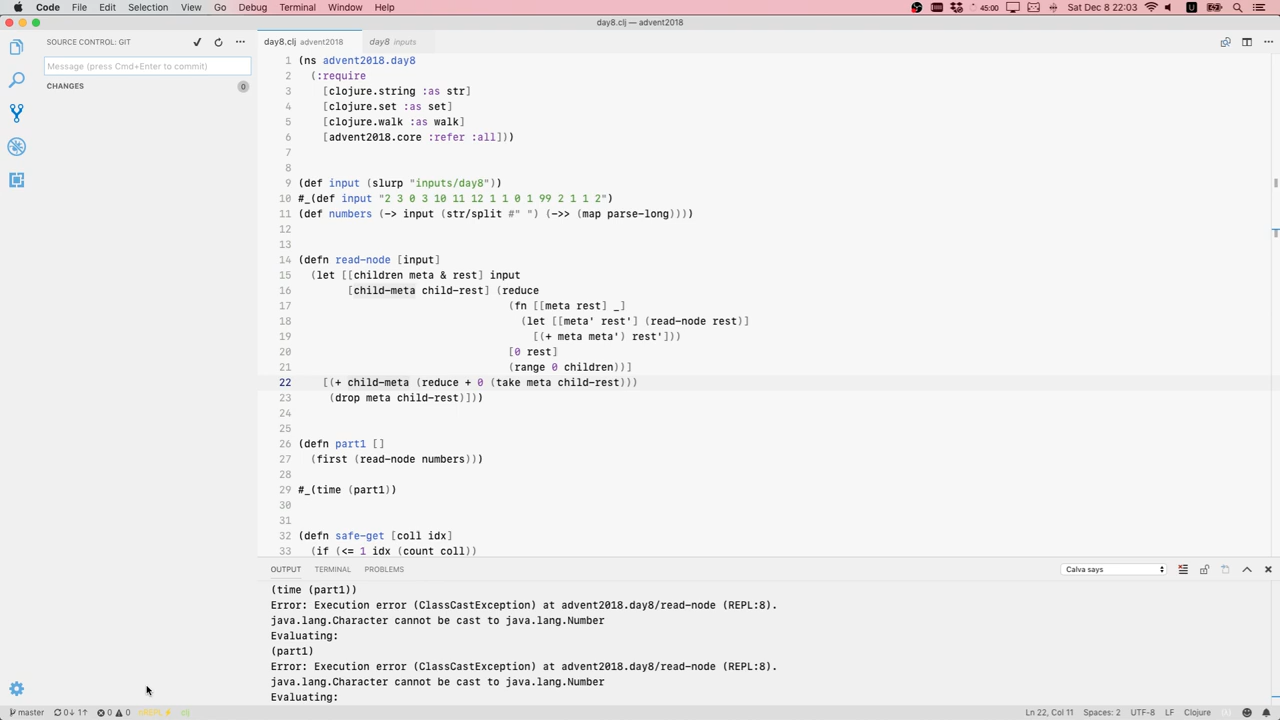 Code File Edit Selection View Go Debug Terminal Window Help 45:00 U Sat Dec 8 22:03
day8.clj — advent2018
SOURCE CONTROL: GIT
day8.clj advent2018 day8 inputs
Message (press Cmd+Enter to commit)
CHANGES 0
1 (ns advent2018.day8
2 (:require
3 [clojure.string :as str]
4 [clojure.set :as set]
5 [clojure.walk :as walk]
6 [advent2018.core :refer :all]))
7
8
9 (def input (slurp "inputs/day8"))
10 #_(def input "2 3 0 3 10 11 12 1 1 0 1 99 2 1 1 2")
11 (def numbers (-> input (str/split #" ") (->> (map parse-long))))
12
13
14 (defn read-node [input]
15 (let [[children meta & rest] input
16 [child-meta child-rest] (reduce
17 (fn [[meta rest] _]
18 (let [[meta' rest'] (read-node rest)]
19 [(+ meta meta') rest']))
20 [0 rest]
21 (range 0 children))]
22 [(+ child-meta (reduce + 0 (take meta child-rest)))
23 (drop meta child-rest)]))
24
25
26 (defn part1 []
27 (first (read-node numbers)))
28
29 #_(time (part1))
30
31
32 (defn safe-get [coll idx]
33 (if (<= 1 idx (count coll))
OUTPUT TERMINAL PROBLEMS Calva says
(time (part1))
Error: Execution error (ClassCastException) at advent2018.day8/read-node (REPL:8).
java.lang.Character cannot be cast to java.lang.Number
Evaluating:
(part1)
Error: Execution error (ClassCastException) at advent2018.day8/read-node (REPL:8).
java.lang.Character cannot be cast to java.lang.Number
Evaluating:
master 0↓ 1↑ 0 0 nREPL clj Ln 22, Col 11 Spaces: 2 UTF-8 LF Clojure